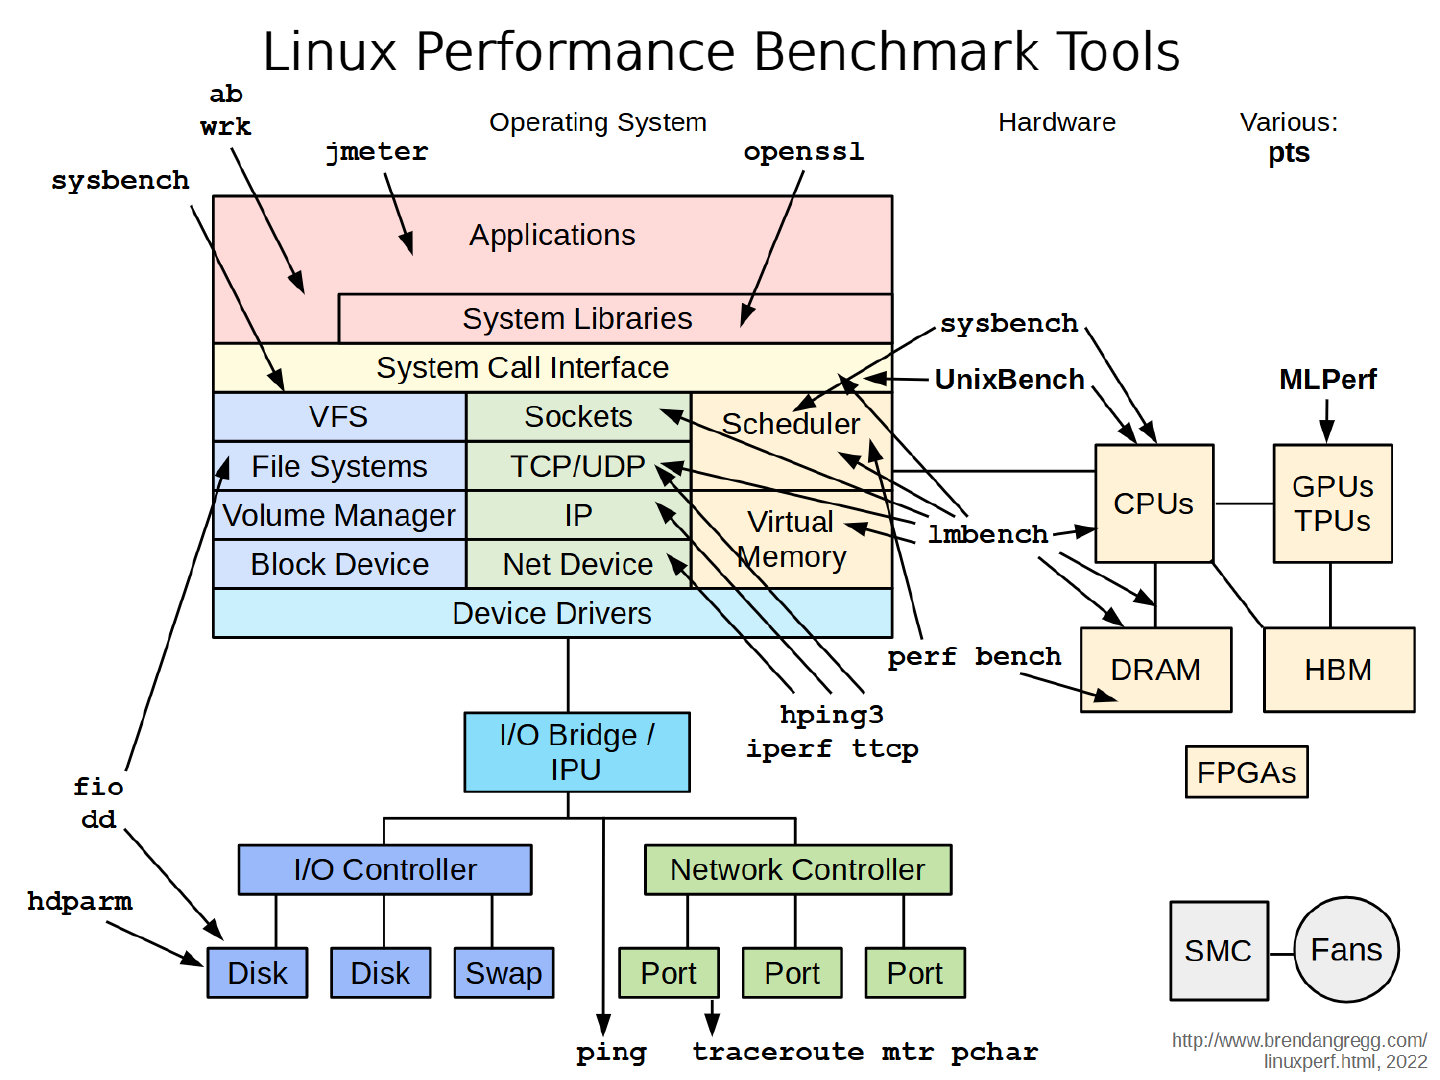 Linux Performance Benchmark Tools
ab
wrk
Operating System
Hardware
Various:
pts
jmeter
openssl
sysbench
Applications
System Libraries
sysbench
System Call Interface
UnixBench
MLPerf
VFS
Sockets
Scheduler
File Systems
TCP/UDP
CPUs
GPUs
TPUs
Volume Manager
IP
Virtual
Memory
lmbench
Block Device
Net Device
Device Drivers
perf bench
DRAM
HBM
hping3
iperf ttcp
I/O Bridge /
IPU
FPGAs
fio
dd
I/O Controller
Network Controller
hdparm
Disk
Disk
Swap
Port
Port
Port
SMC
Fans
ping
traceroute mtr pchar
http://www.brendangregg.com/
linuxperf.html, 2022